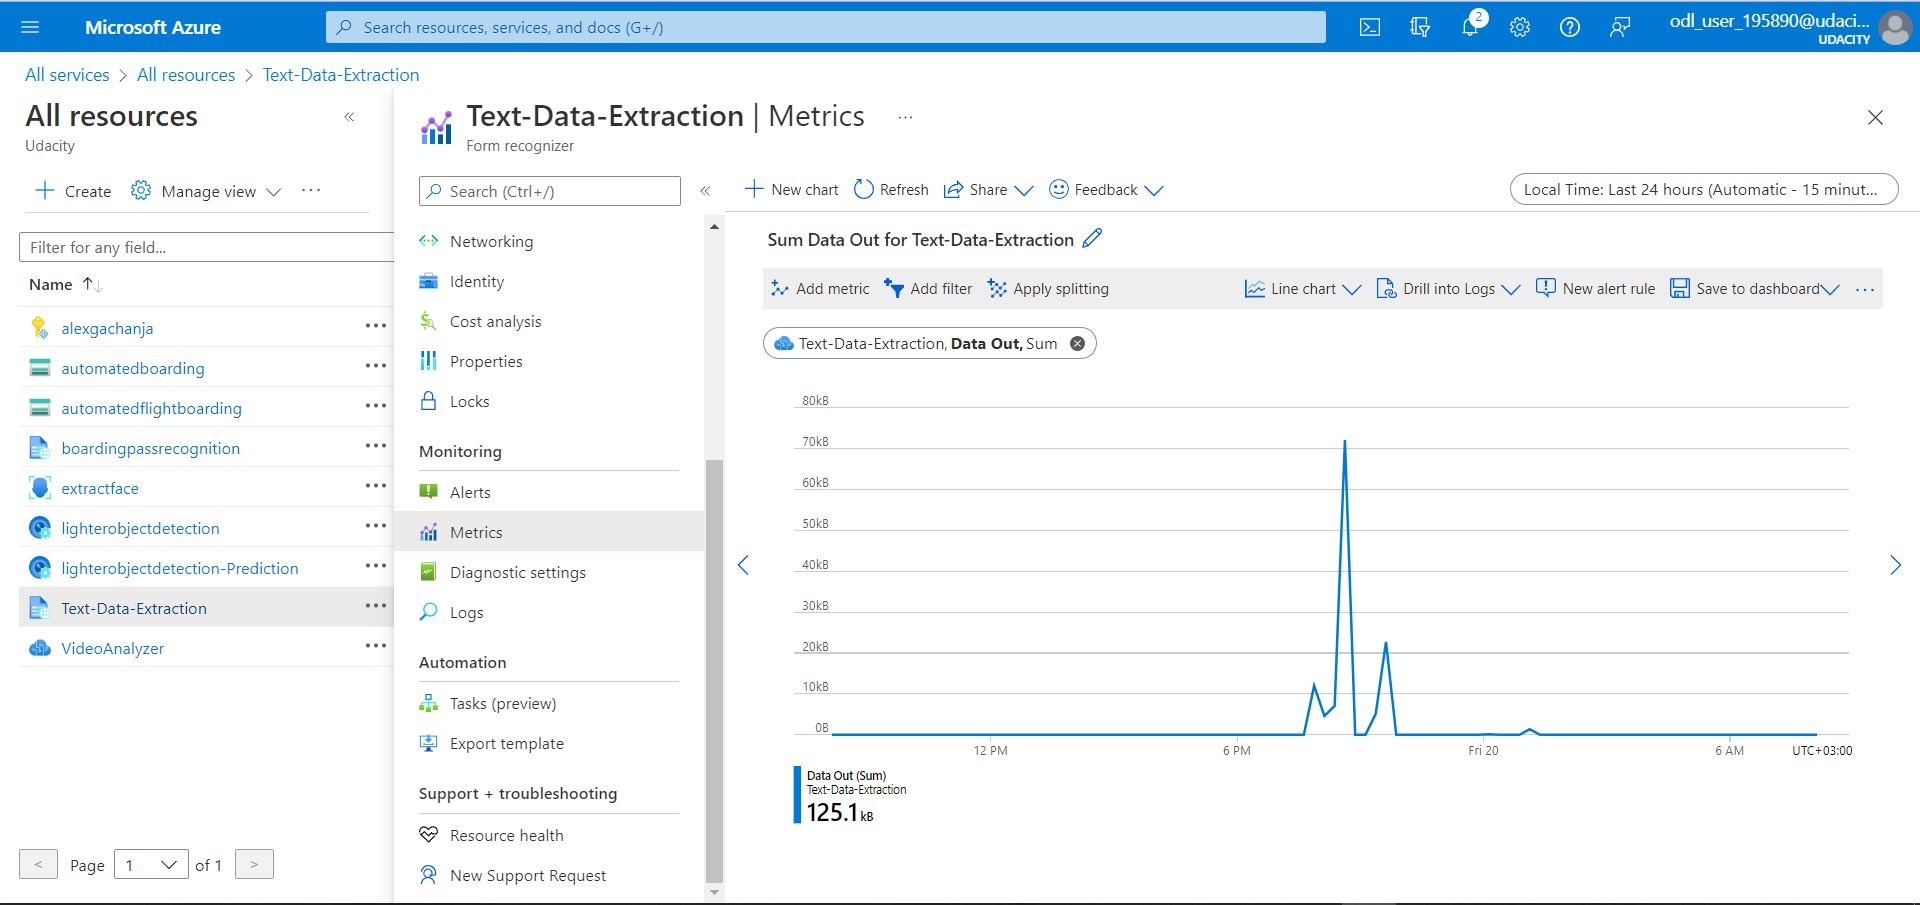 Microsoft Azure
Search resources, services, and docs (G+/)
2
odl_user_195890@udaci...
UDACITY
All services > All resources > Text-Data-Extraction
All resources
«
Udacity
Create
Manage view
...
Filter for any field...
Name ↑↓
alexgachanja
automatedboarding
automatedflightboarding
boardingpassrecognition
extractface
lighterobjectdetection
lighterobjectdetection-Prediction
Text-Data-Extraction
VideoAnalyzer
< Page 1 of 1 >
Text-Data-Extraction | Metrics
...
Form recognizer
Search (Ctrl+/)
«
Networking
Identity
Cost analysis
Properties
Locks
Monitoring
Alerts
Metrics
Diagnostic settings
Logs
Automation
Tasks (preview)
Export template
Support + troubleshooting
Resource health
New Support Request
New chart
Refresh
Share
Feedback
Local Time: Last 24 hours (Automatic - 15 minut...
Sum Data Out for Text-Data-Extraction
Add metric
Add filter
Apply splitting
Line chart
Drill into Logs
New alert rule
Save to dashboard
...
Text-Data-Extraction, Data Out, Sum
80kB
70kB
60kB
50kB
40kB
30kB
20kB
10kB
0B
12 PM
6 PM
Fri 20
6 AM
UTC+03:00
Data Out (Sum)
Text-Data-Extraction
125.1 kB